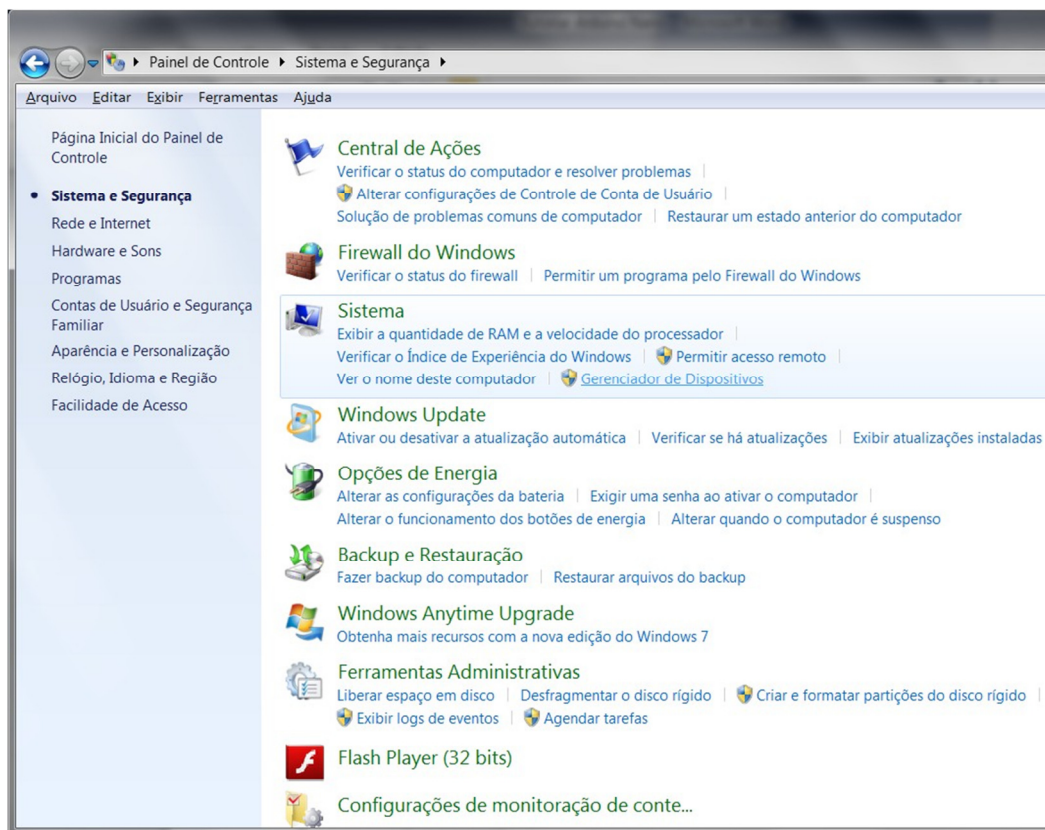 Painel de Controle Sistema e Segurança
Arquivo Editar Exibir Ferramentas Ajuda
Página Inicial do Painel de
Controle
Sistema e Segurança
Rede e Internet
Hardware e Sons
Programas
Contas de Usuário e Segurança
Familiar
Aparência e Personalização
Relógio, Idioma e Região
Facilidade de Acesso
Central de Ações
Verificar o status do computador e resolver problemas
Alterar configurações de Controle de Conta de Usuário
Solução de problemas comuns de computador Restaurar um estado anterior do computador
Firewall do Windows
Verificar o status do firewall Permitir um programa pelo Firewall do Windows
Sistema
Exibir a quantidade de RAM e a velocidade do processador
Verificar o Índice de Experiência do Windows Permitir acesso remoto
Ver o nome deste computador Gerenciador de Dispositivos
Windows Update
Ativar ou desativar a atualização automática Verificar se há atualizações Exibir atualizações instaladas
Opções de Energia
Alterar as configurações da bateria Exigir uma senha ao ativar o computador
Alterar o funcionamento dos botões de energia Alterar quando o computador é suspenso
Backup e Restauração
Fazer backup do computador Restaurar arquivos do backup
Windows Anytime Upgrade
Obtenha mais recursos com a nova edição do Windows 7
Ferramentas Administrativas
Liberar espaço em disco Desfragmentar o disco rígido Criar e formatar partições do disco rígido
Exibir logs de eventos Agendar tarefas
Flash Player (32 bits)
Configurações de monitoração de conte...